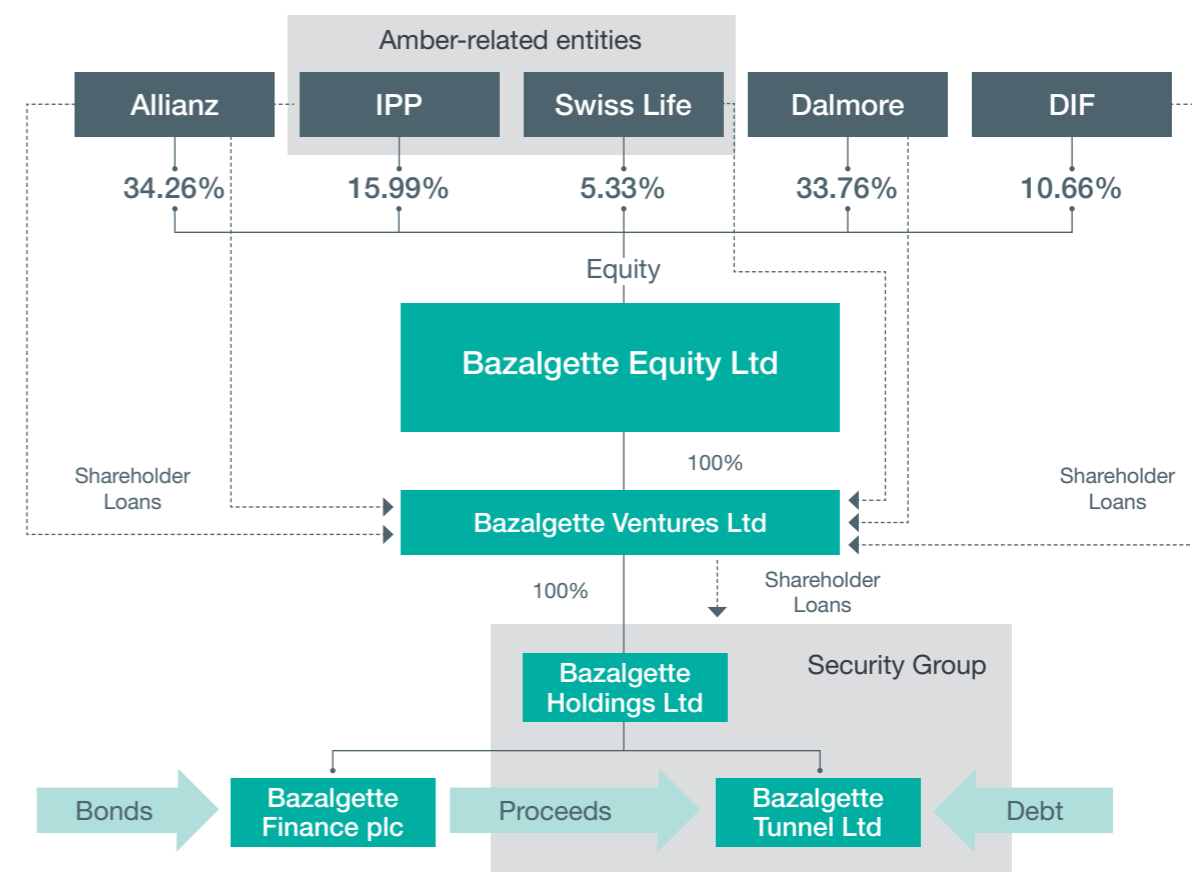 Amber-related entities
Allianz
IPP
Swiss Life
Dalmore
DIF
34.26%
15.99%
5.33%
33.76%
10.66%
Equity
Bazalgette Equity Ltd
100%
Shareholder
Loans
Shareholder
Loans
Bazalgette Ventures Ltd
100%
Shareholder
Loans
Security Group
Bazalgette
Holdings Ltd
Bonds
Bazalgette
Finance plc
Proceeds
Bazalgette
Tunnel Ltd
Debt